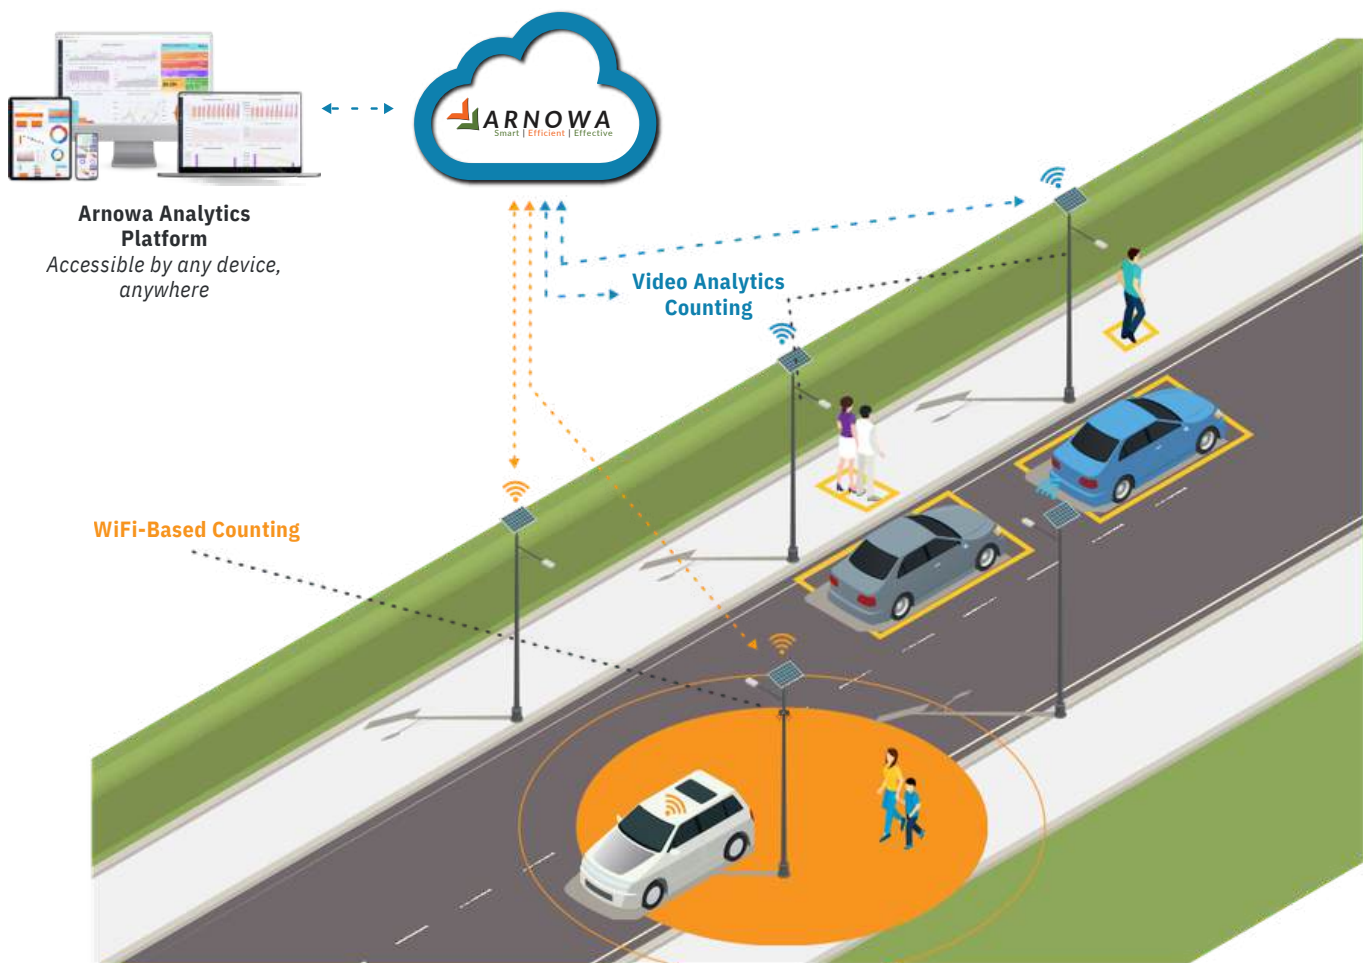 ARNOWA
Smart | Efficient | Effective
Arnowa Analytics
Platform
Accessible by any device,
anywhere
Video Analytics
Counting
WiFi-Based Counting